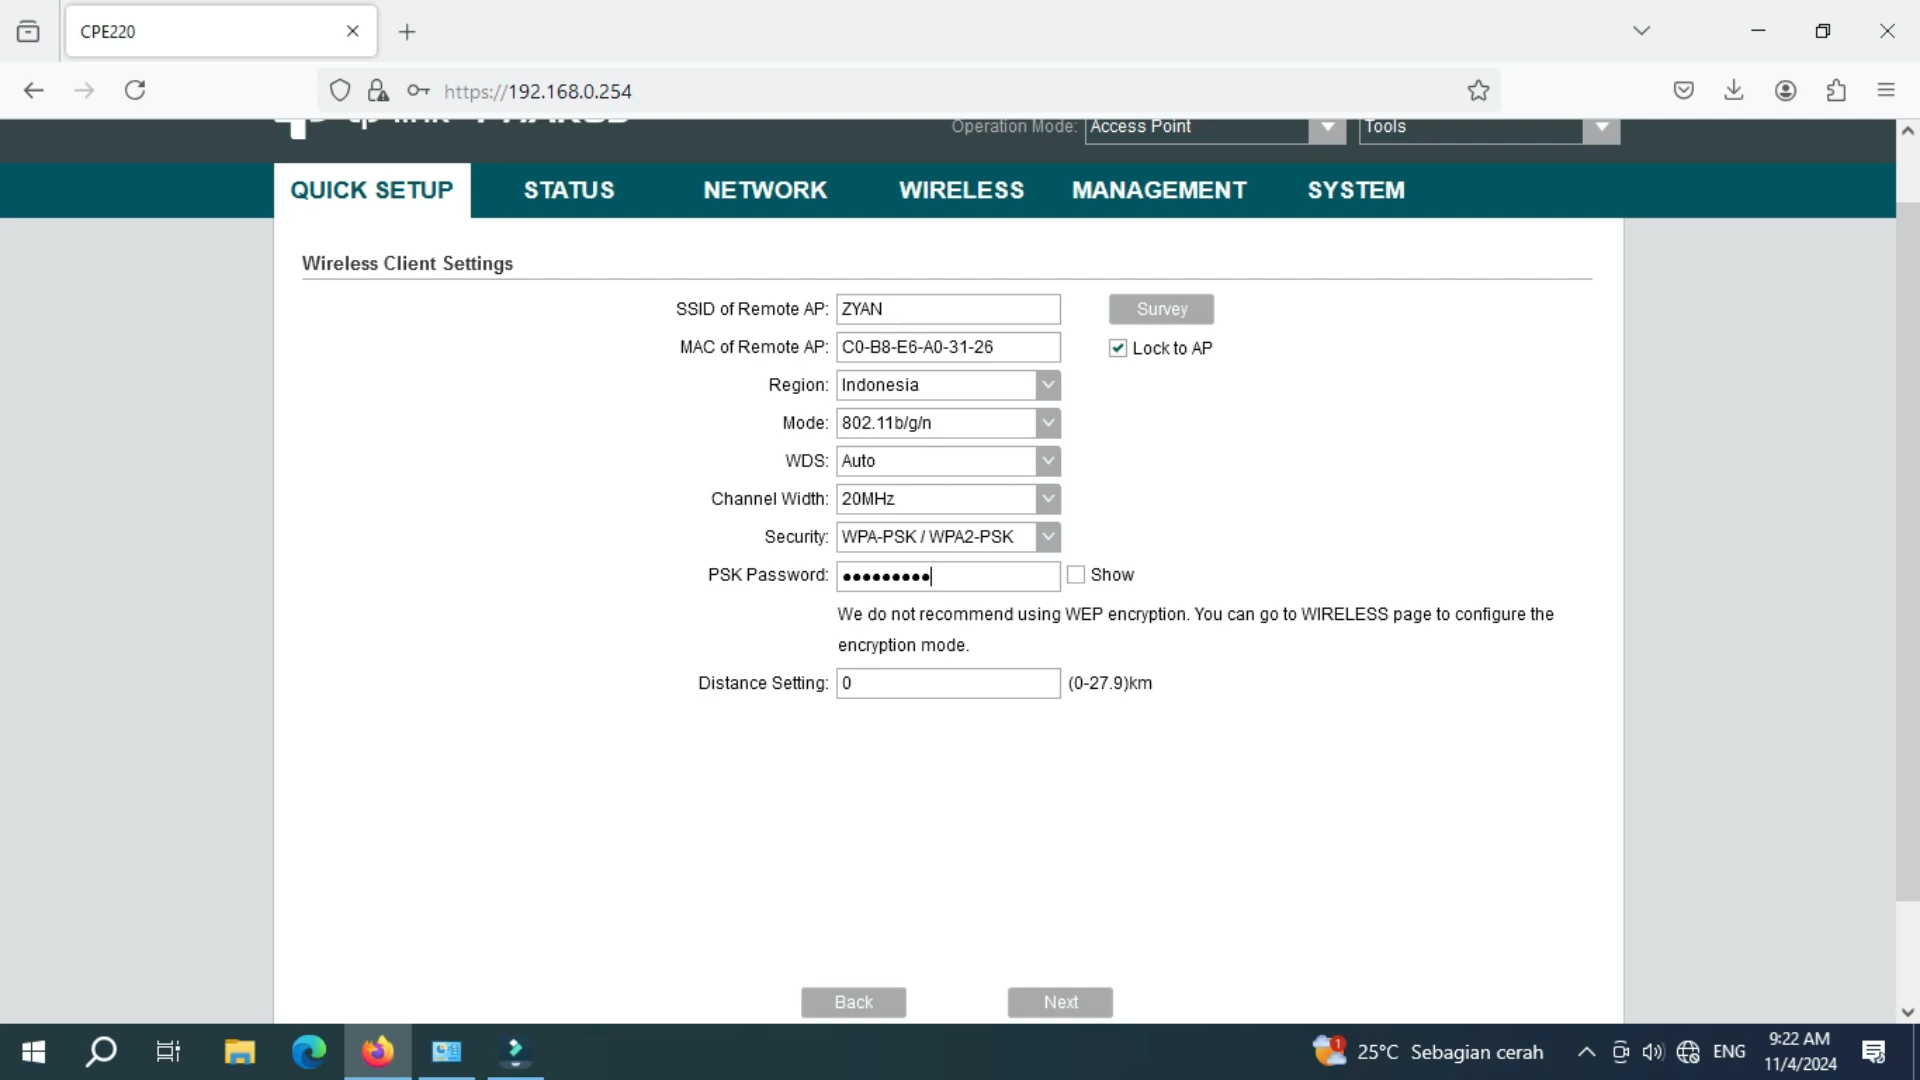 CPE220
https://192.168.0.254
Operation Mode: Access Point Tools
QUICK SETUP STATUS NETWORK WIRELESS MANAGEMENT SYSTEM
Wireless Client Settings
SSID of Remote AP: ZYAN Survey
MAC of Remote AP: C0-B8-E6-A0-31-26 Lock to AP
Region: Indonesia
Mode: 802.11b/g/n
WDS: Auto
Channel Width: 20MHz
Security: WPA-PSK / WPA2-PSK
PSK Password: ●●●●●●●●● Show
We do not recommend using WEP encryption. You can go to WIRELESS page to configure the
encryption mode.
Distance Setting: 0 (0-27.9)km
Back Next
1 25°C Sebagian cerah ENG 9:22 AM
11/4/2024